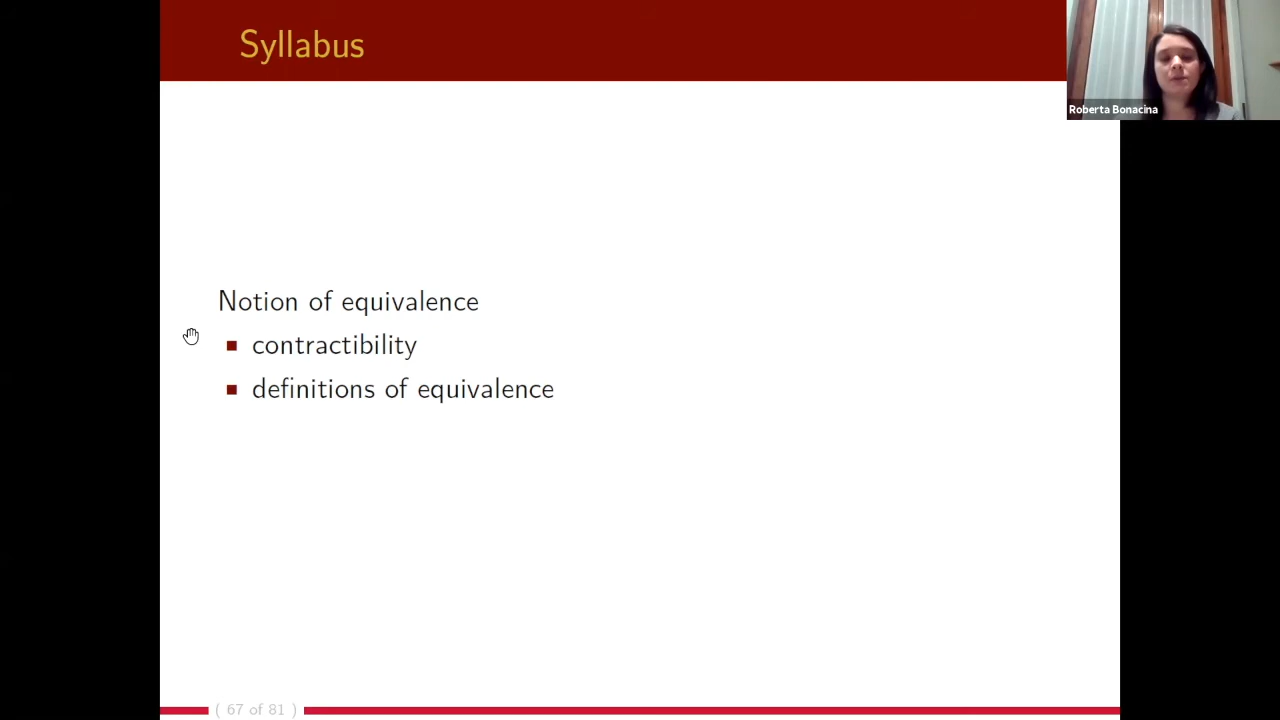 Syllabus
Roberta Bonacina
Notion of equivalence
contractibility
definitions of equivalence
( 67 of 81 )